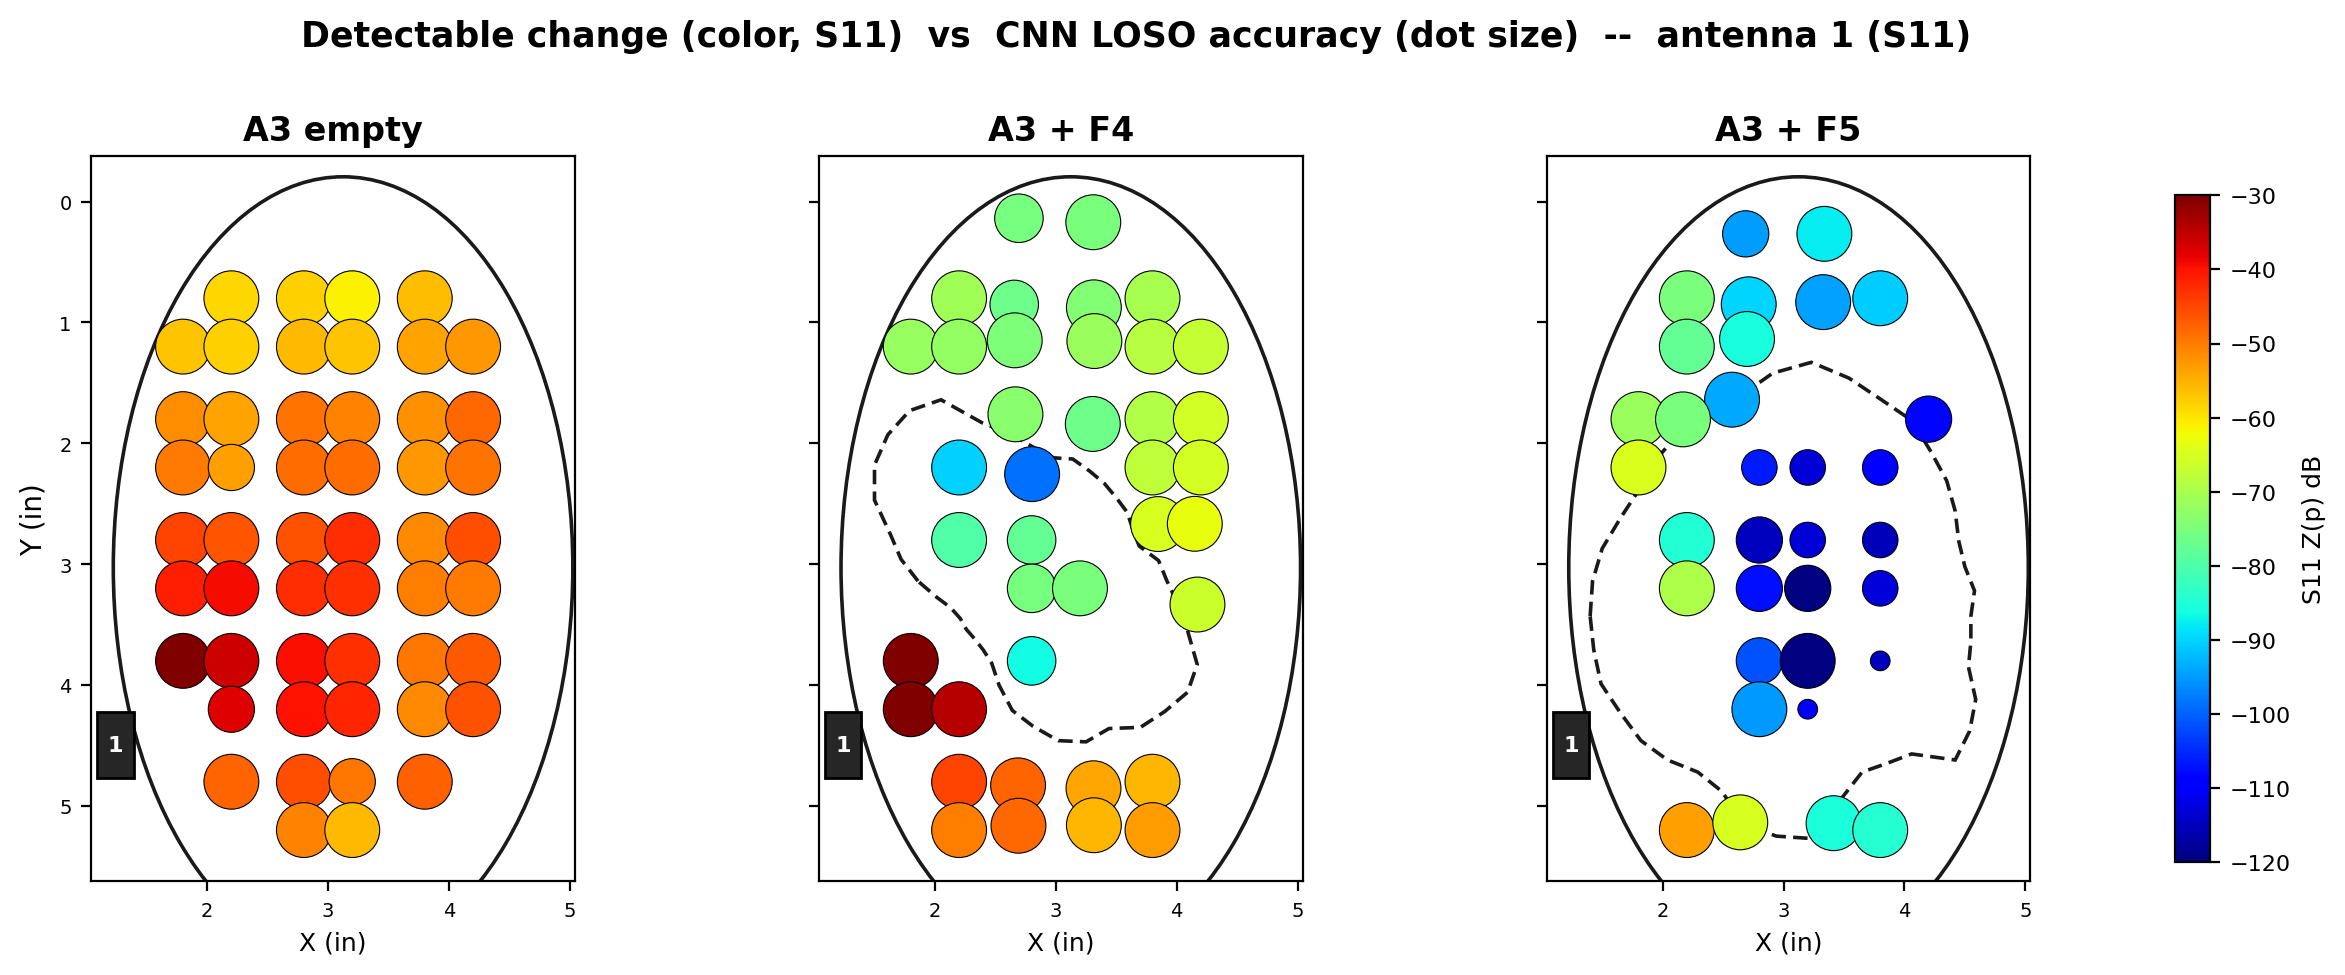 Detectable change (color, S11)  vs  CNN LOSO accuracy (dot size)  --  antenna 1 (S11)
A3 empty
A3 + F4
A3 + F5
Y (in)
0
1
2
3
4
5
1
2 3 4 5
X (in)
1
2 3 4 5
X (in)
1
2 3 4 5
X (in)
−30
−40
−50
−60
−70
−80
−90
−100
−110
−120
S11 Z(p) dB